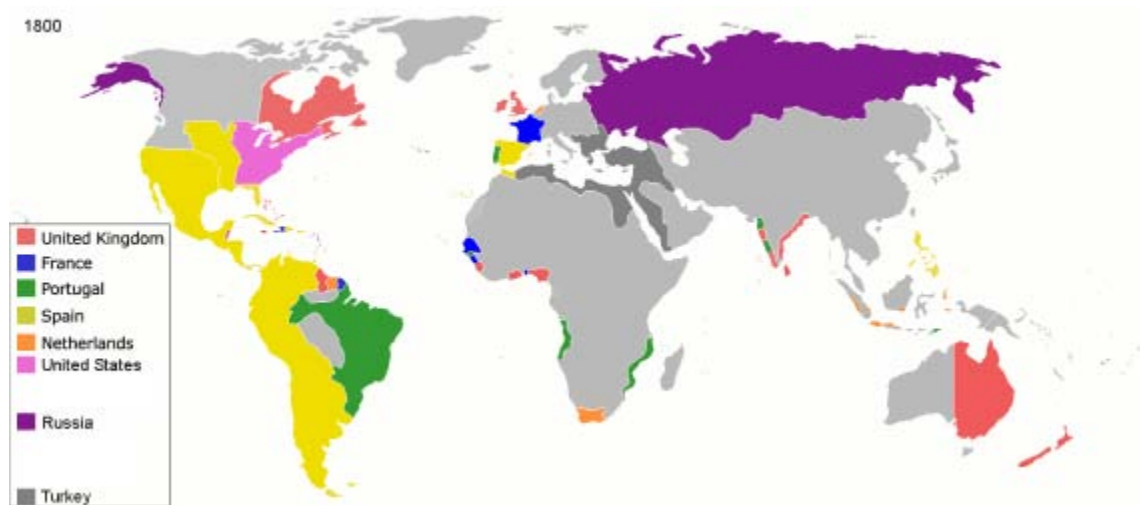 1800
United Kingdom
France
Portugal
Spain
Netherlands
United States
Russia
Turkey